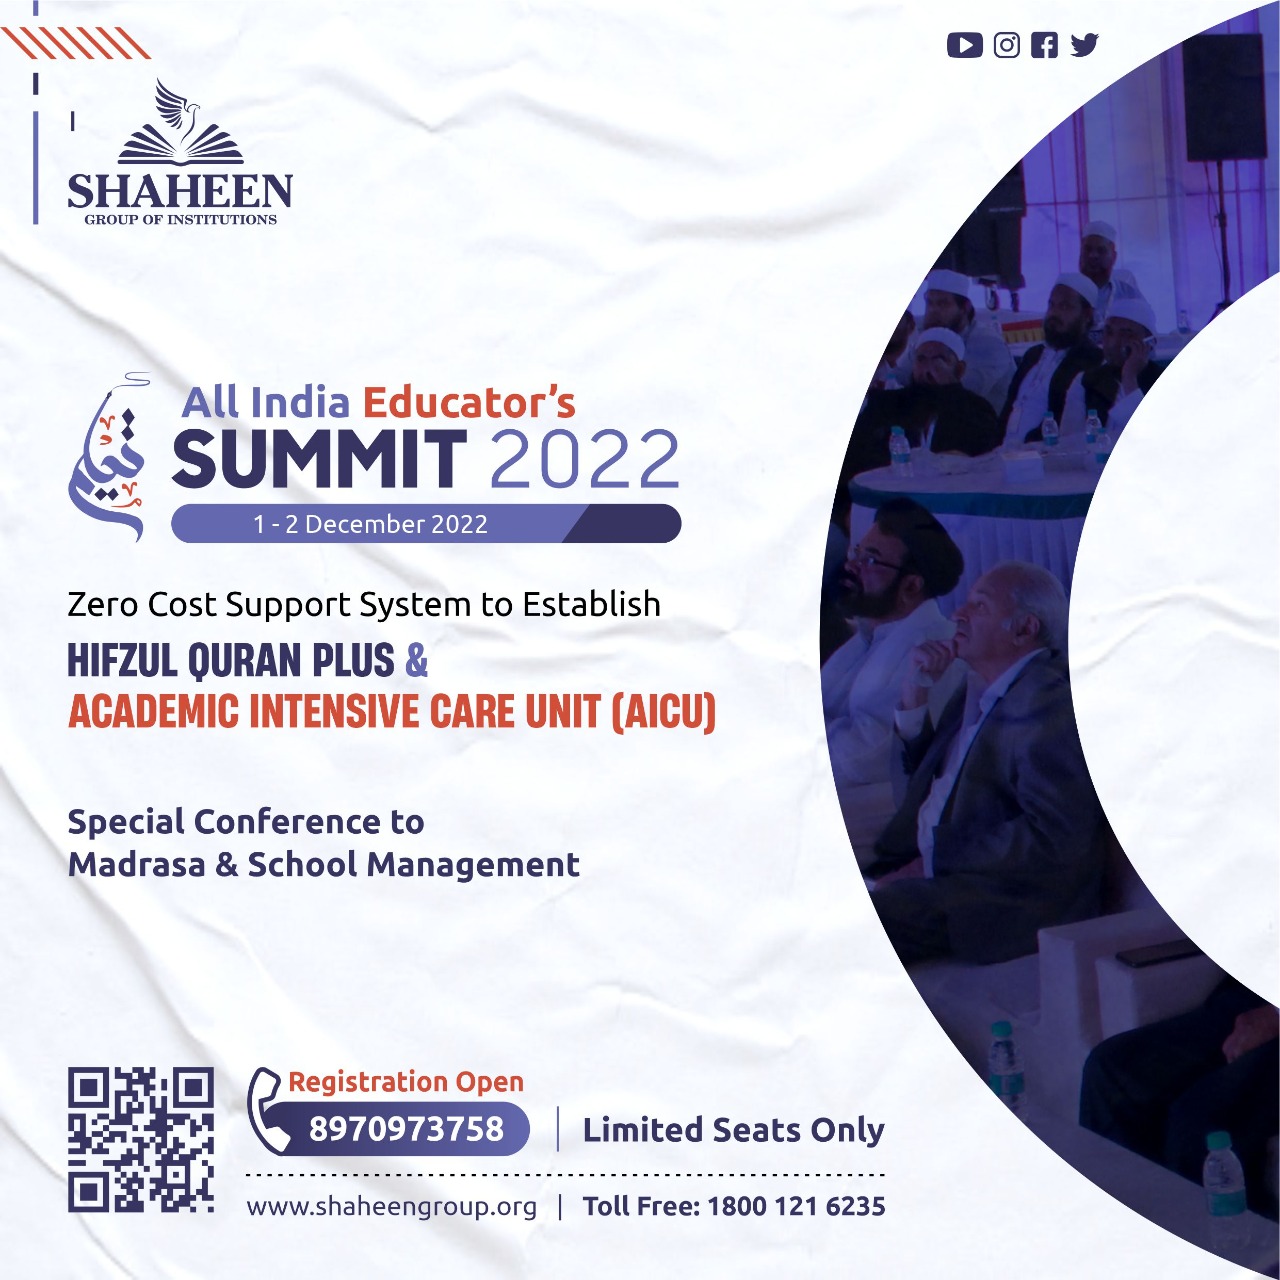 SHAHEEN
GROUP OF INSTITUTIONS
تعلیم
All India Educator's
SUMMIT 2022
1 - 2 December 2022
Zero Cost Support System to Establish
HIFZUL QURAN PLUS &
ACADEMIC INTENSIVE CARE UNIT (AICU)
Special Conference to
Madrasa & School Management
Registration Open
8970973758
Limited Seats Only
www.shaheengroup.org | Toll Free: 1800 121 6235